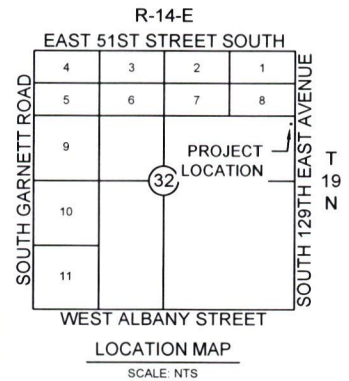 R-14-E
EAST 51ST STREET SOUTH
4 3 2 1
5 6 7 8
SOUTH GARNETT ROAD
9
PROJECT
LOCATION
32
10
11
SOUTH 129TH EAST AVENUE
T
19
N
WEST ALBANY STREET
LOCATION MAP
SCALE: NTS